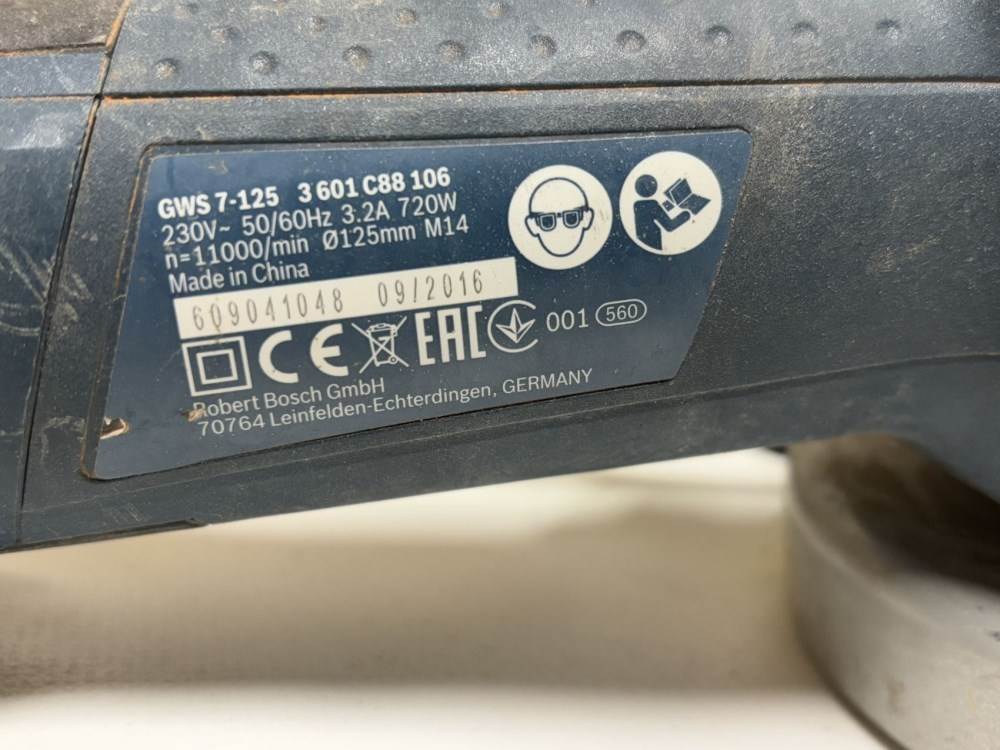 GWS 7-125 3 601 C88 106
230V~ 50/60Hz 3.2A 720W
n=11000/min Ø125mm M14
Made in China
609041048 09/2016
CE EAC 001 560
Robert Bosch GmbH
70764 Leinfelden-Echterdingen, GERMANY